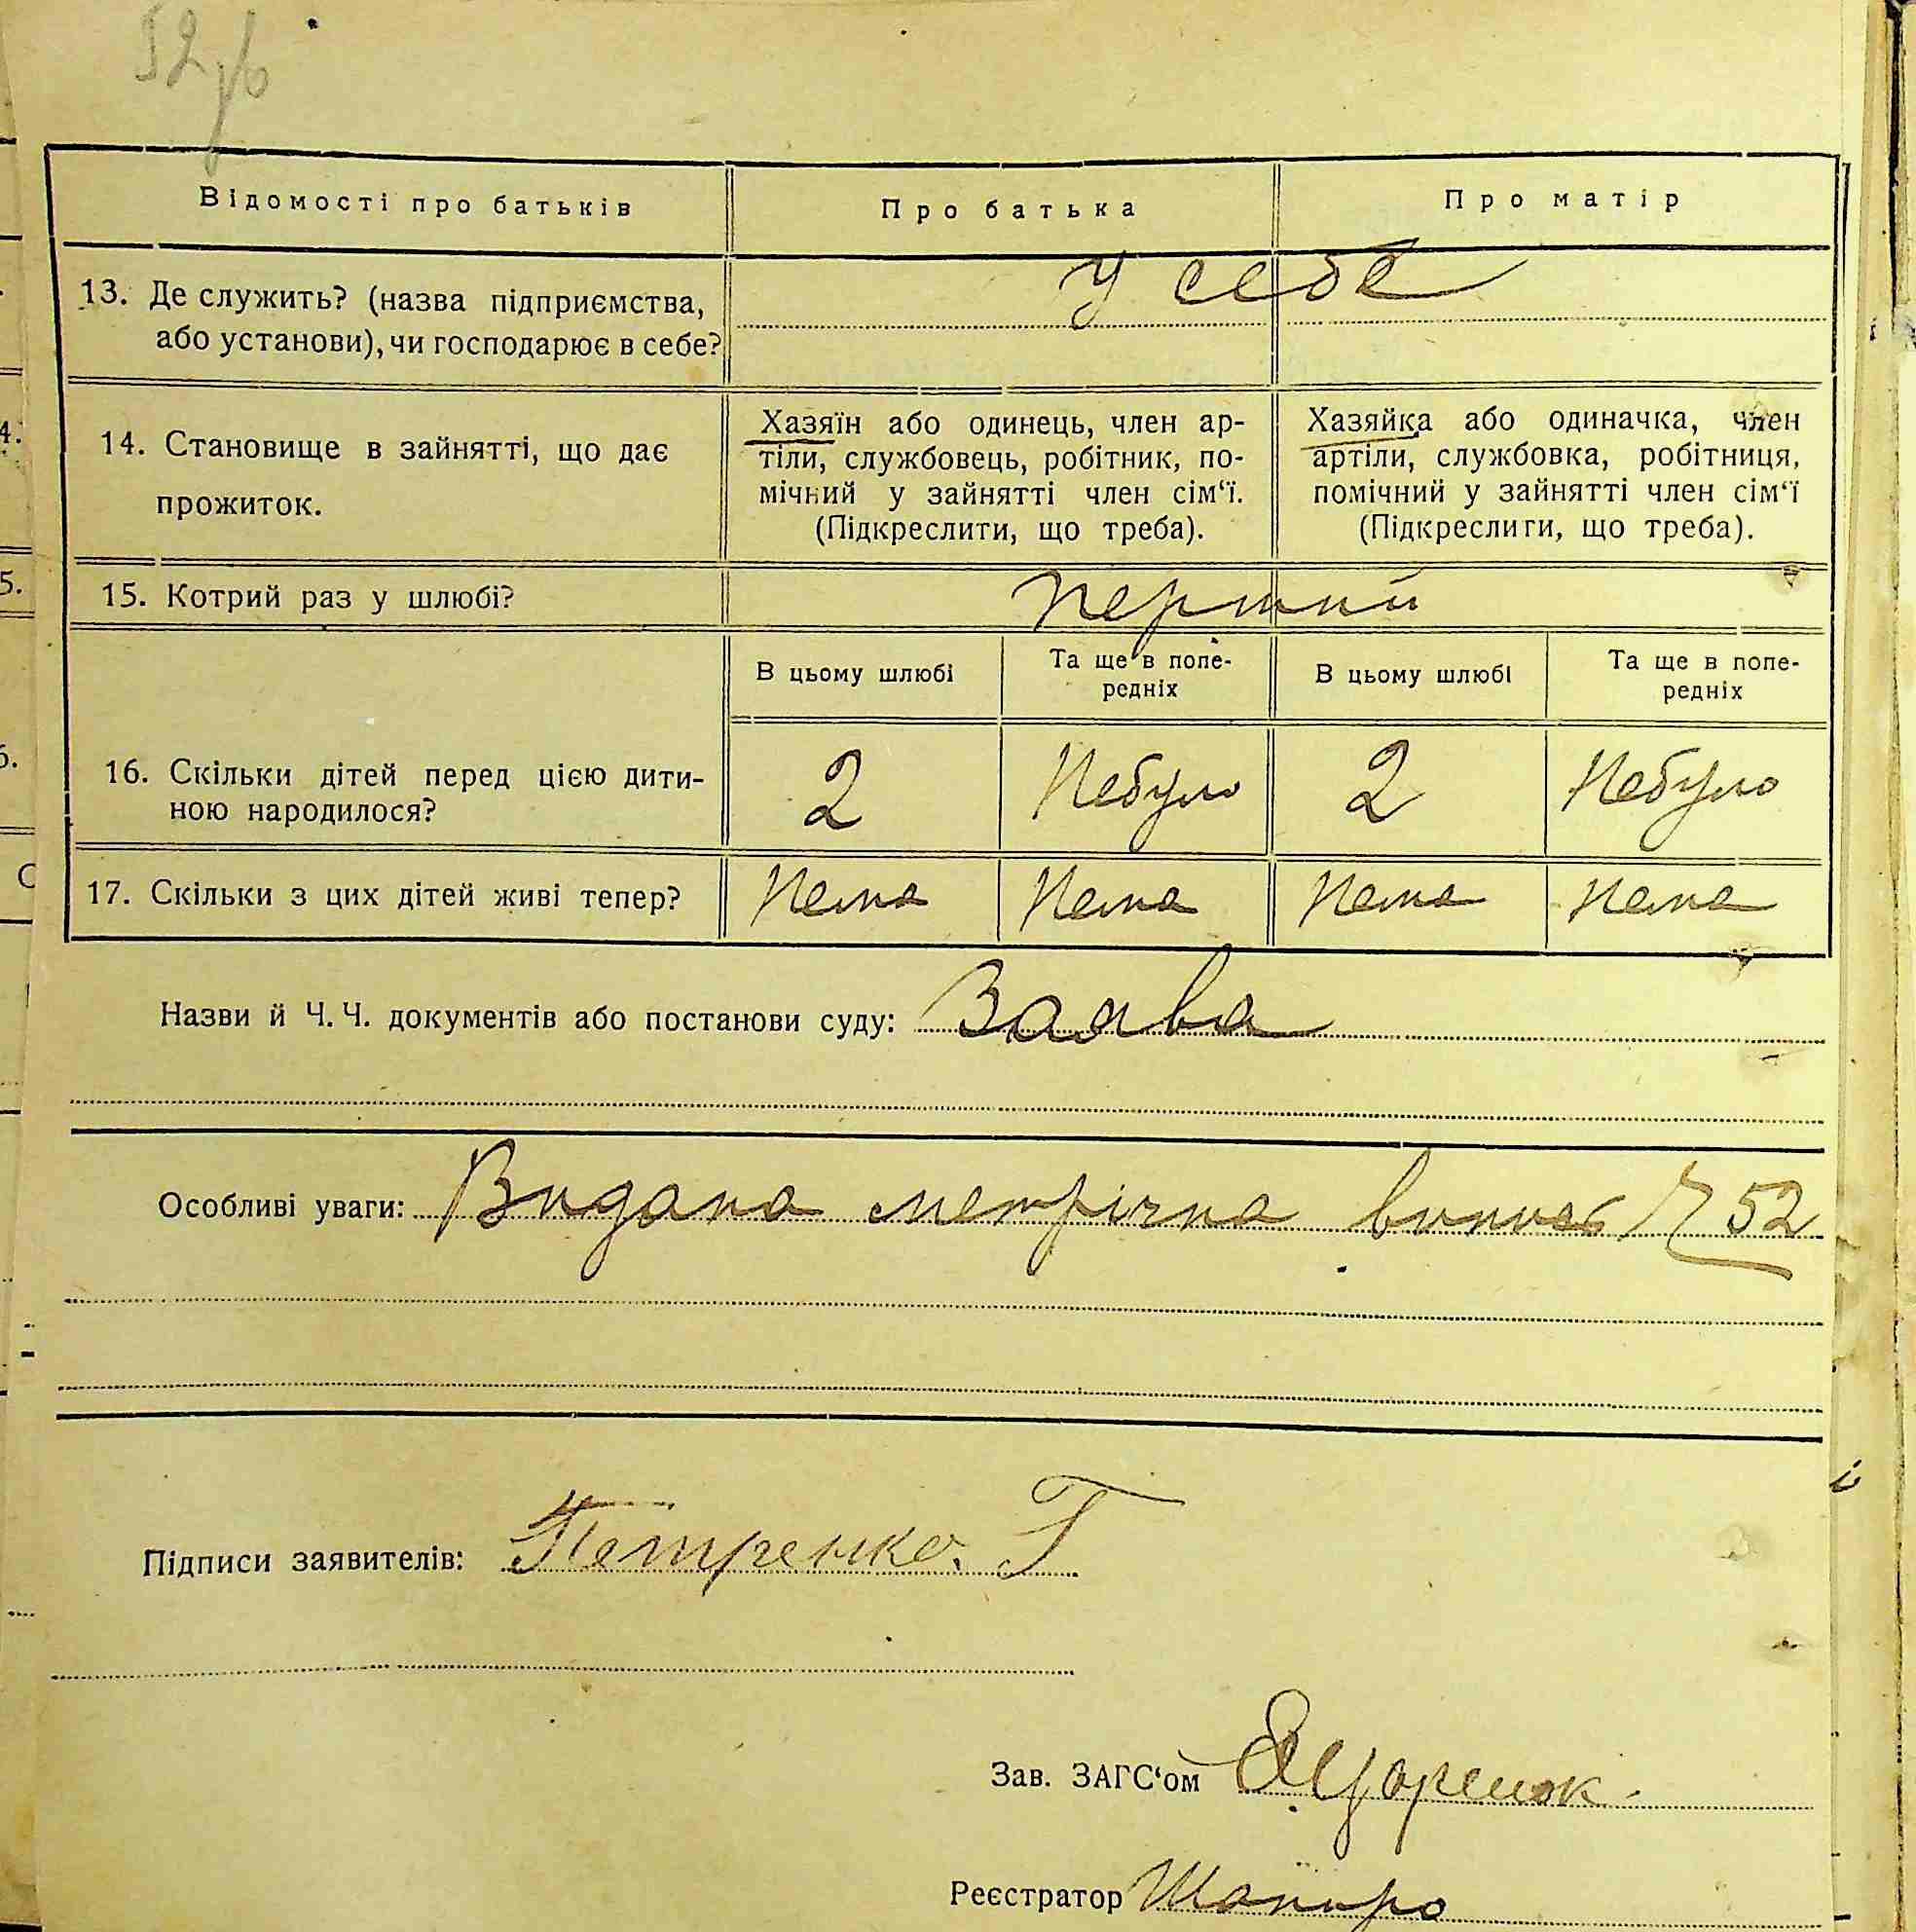 52
Відомості про батьків Про батька Про матір
13. Де служить? (назва підприємства, у себе
або установи), чи господарює в себе?
14. Становище в зайнятті, що дає
прожиток.
Хазяїн або одинець, член ар-
тіли, службовець, робітник, по-
мічний у зайнятті член сім‘ї.
(Підкреслити, що треба).
Хазяйка або одиначка, член
артіли, службовка, робітниця,
помічний у зайнятті член сім‘ї
(Підкреслити, що треба).
15. Котрий раз у шлюбі? перший
В цьому шлюбі Та ще в попе-
редніх В цьому шлюбі Та ще в попе-
редніх
16. Скільки дітей перед цією дити-
ною народилося? 2 Небуло 2 Небуло
17. Скільки з цих дітей живі тепер? Нема Нема Нема Нема
Назви й Ч. Ч. документів або постанови суду: Заява
Особливі уваги: Видана метрічна випис Ч 52
Підписи заявителів: Петренко Г
Зав. ЗАГС‘ом
Реєстратор Шапиро